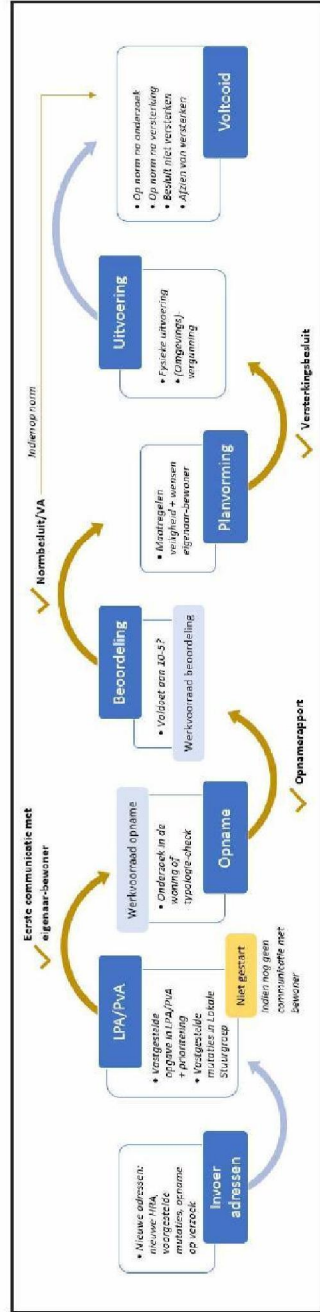 Nieuwe adressen:
nieuwe HRA,
voorgestelde
mutaties, opname
op verzoek
Invoer
adressen
Eerste communicatie met
eigenaar-bewoner
LPA/PvA
Vastgestelde
opgave in LPA/PvA
+ prioritering
Vastgestelde
mutaties in Lokale
Stuurgroep
Niet gestart
Indien nog geen
communicatie met
bewoner
Werkvoorraad opname
Onderzoek in de
woning of
typologie-check
Opname
Opnamerapport
Beoordeling
Voldoet aan 10-5?
Werkvoorraad beoordeling
Normbesluit/VA
Indien op norm
Maatregelen
veiligheid + wensen
eigenaar-bewoner
Planvorming
Versterkingsbesluit
Uitvoering
Fysieke uitvoering
(Omgevings)-
vergunning
Op norm na onderzoek
Op norm na versterking
Besluit niet versterken
Afzien van versterken
Voltooid